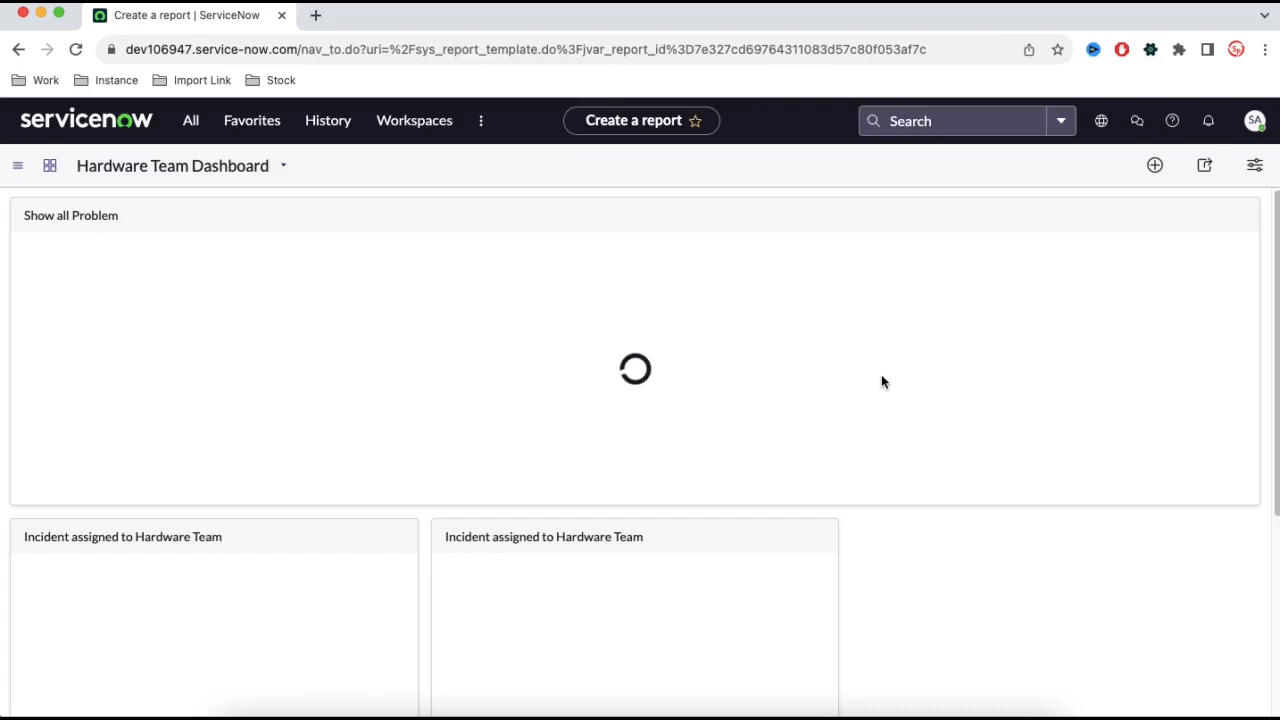 Create a report | ServiceNow
dev106947.service-now.com/nav_to.do?uri=%2Fsys_report_template.do%3Fjvar_report_id%3D7e327cd69764311083d57c80f053af7c
Work Instance Import Link Stock
servicenow All Favorites History Workspaces Create a report Search SA
Hardware Team Dashboard
Show all Problem
Incident assigned to Hardware Team Incident assigned to Hardware Team